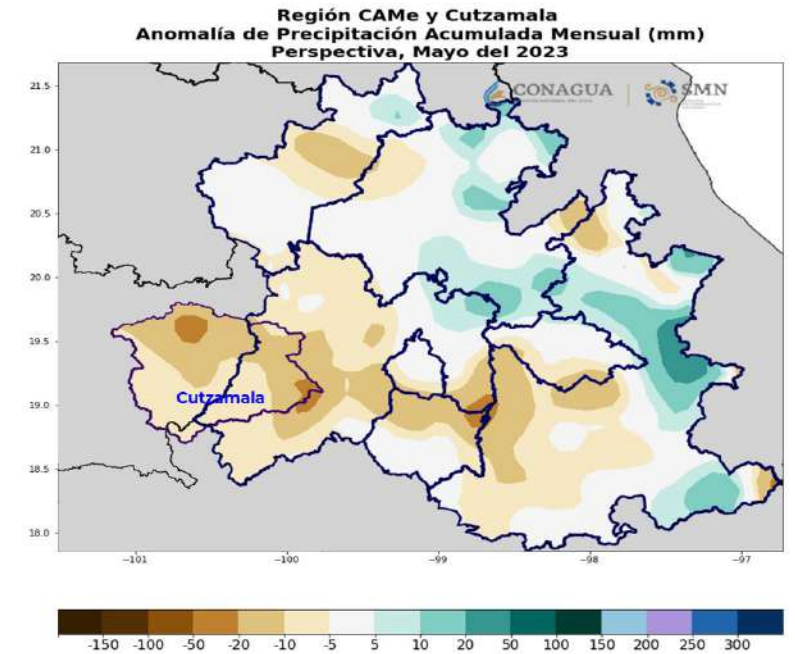 Región CAMe y Cutzamala
Anomalía de Precipitación Acumulada Mensual (mm)
Perspectiva, Mayo del 2023
CONAGUA | SMN
21.5
21.0
20.5
20.0
19.5
19.0
18.5
18.0
Cutzamala
−101 −100 −99 −98 −97
-150 -100 -50 -20 -10 -5 5 10 20 50 100 150 200 250 300